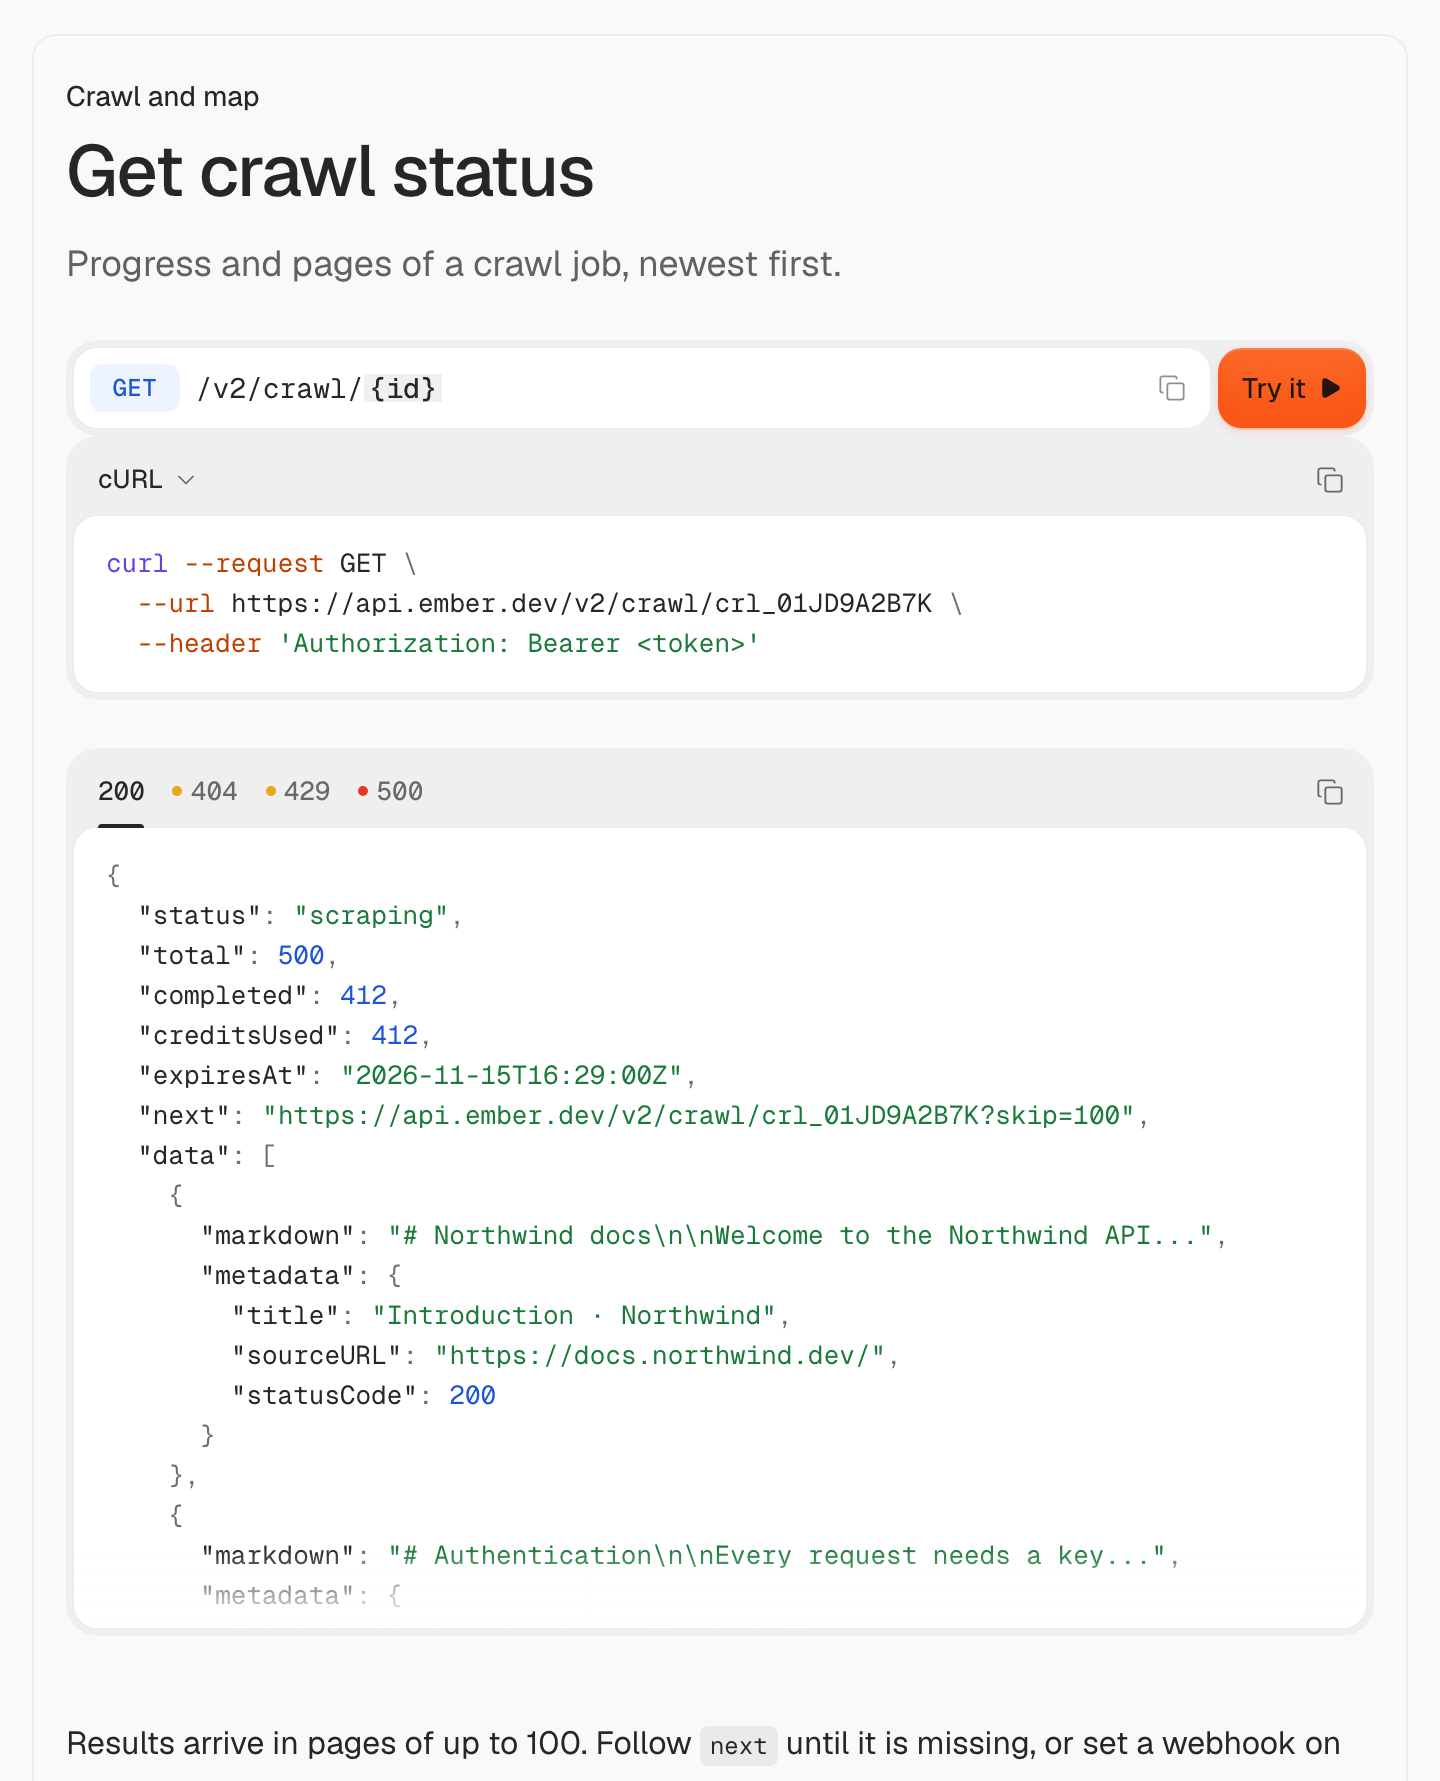 Crawl and map
Get crawl status
Progress and pages of a crawl job, newest first.
GET /v2/crawl/{id}
Try it
cURL
curl --request GET \
  --url https://api.ember.dev/v2/crawl/crl_01JD9A2B7K \
  --header 'Authorization: Bearer <token>'
200 404 429 500
{
  "status": "scraping",
  "total": 500,
  "completed": 412,
  "creditsUsed": 412,
  "expiresAt": "2026-11-15T16:29:00Z",
  "next": "https://api.ember.dev/v2/crawl/crl_01JD9A2B7K?skip=100",
  "data": [
    {
      "markdown": "# Northwind docs\n\nWelcome to the Northwind API...",
      "metadata": {
        "title": "Introduction · Northwind",
        "sourceURL": "https://docs.northwind.dev/",
        "statusCode": 200
      }
    },
    {
      "markdown": "# Authentication\n\nEvery request needs a key...",
      "metadata": {
Results arrive in pages of up to 100. Follow next until it is missing, or set a webhook on